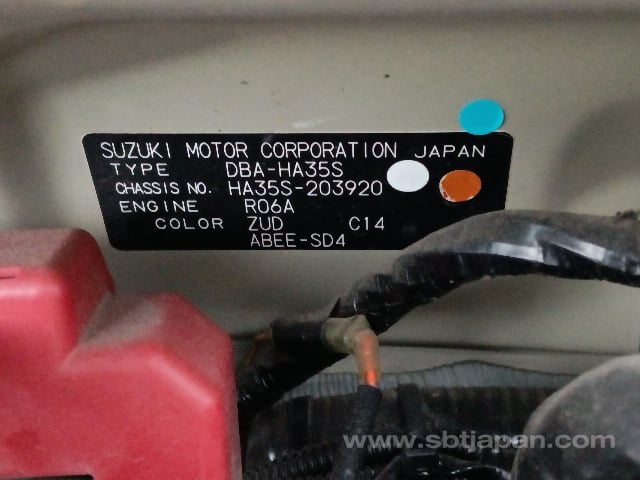 SUZUKI MOTOR CORPORATION JAPAN
TYPE DBA-HA35S
CHASSIS NO. HA35S-203920
ENGINE R06A
COLOR ZUD C14
ABEE-SD4
www.sbtjapan.com